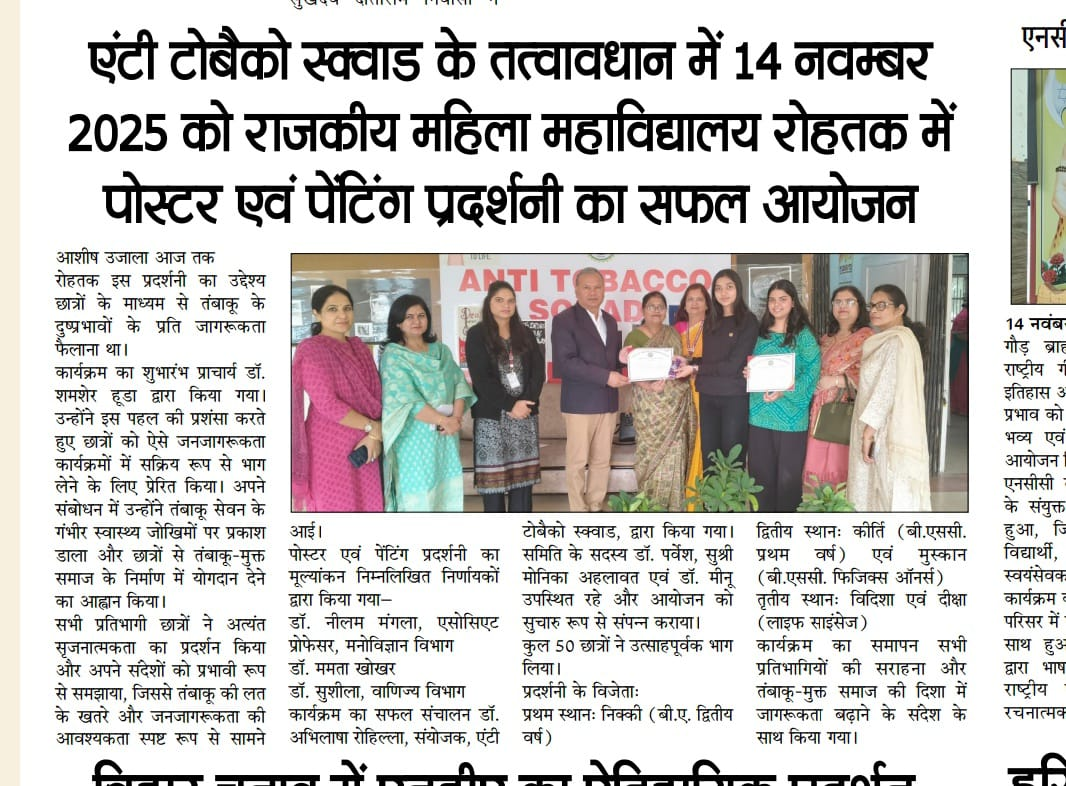 एंटी टोबैको स्क्वाड के तत्वावधान में 14 नवम्बर
2025 को राजकीय महिला महाविद्यालय रोहतक में
पोस्टर एवं पेंटिंग प्रदर्शनी का सफल आयोजन
आशीष उजाला आज तक
रोहतक इस प्रदर्शनी का उद्देश्य
छात्रों के माध्यम से तंबाकू के
दुष्प्रभावों के प्रति जागरूकता
फैलाना था।
कार्यक्रम का शुभारंभ प्राचार्य डॉ.
शमशेर हूडा द्वारा किया गया।
उन्होंने इस पहल की प्रशंसा करते
हुए छात्रों को ऐसे जनजागरूकता
कार्यक्रमों में सक्रिय रूप से भाग
लेने के लिए प्रेरित किया। अपने
संबोधन में उन्होंने तंबाकू सेवन के
गंभीर स्वास्थ्य जोखिमों पर प्रकाश
डाला और छात्रों से तंबाकू-मुक्त
समाज के निर्माण में योगदान देने
का आह्वान किया।
सभी प्रतिभागी छात्रों ने अत्यंत
सृजनात्मकता का प्रदर्शन किया
और अपने संदेशों को प्रभावी रूप
से समझाया, जिससे तंबाकू की लत
के खतरे और जनजागरूकता की
आवश्यकता स्पष्ट रूप से सामने
TO LIFE
ANTI TOBACCO
आई।
पोस्टर एवं पेंटिंग प्रदर्शनी का
मूल्यांकन निम्नलिखित निर्णायकों
द्वारा किया गया–
डॉ. नीलम मंगला, एसोसिएट
प्रोफेसर, मनोविज्ञान विभाग
डॉ. ममता खोखर
डॉ. सुशीला, वाणिज्य विभाग
कार्यक्रम का सफल संचालन डॉ.
अभिलाषा रोहिल्ला, संयोजक, एंटी
टोबैको स्क्वाड, द्वारा किया गया।
समिति के सदस्य डॉ. पर्वेश, सुश्री
मोनिका अहलावत एवं डॉ. मीनू
उपस्थित रहे और आयोजन को
सुचारु रूप से संपन्न कराया।
कुल 50 छात्रों ने उत्साहपूर्वक भाग
लिया।
प्रदर्शनी के विजेताः
प्रथम स्थानः निक्की (बी.ए. द्वितीय
वर्ष)
द्वितीय स्थानः कीर्ति (बी.एससी.
प्रथम वर्ष) एवं मुस्कान
(बी.एससी. फिजिक्स ऑनर्स)
तृतीय स्थानः विदिशा एवं दीक्षा
(लाइफ साइंसेज)
कार्यक्रम का समापन सभी
प्रतिभागियों की सराहना और
तंबाकू-मुक्त समाज की दिशा में
जागरूकता बढ़ाने के संदेश के
साथ किया गया।
14 नवंब
गौड़ ब्राह
राष्ट्रीय
इतिहास
प्रभाव को
भव्य एवं
आयोजन
एनसीसी
के संयुक्त
हुआ,
विद्यार्थी,
स्वयंसेवक
कार्यक्रम
परिसर में
साथ हुअ
द्वारा भाष
राष्ट्रीय
रचनात्मक